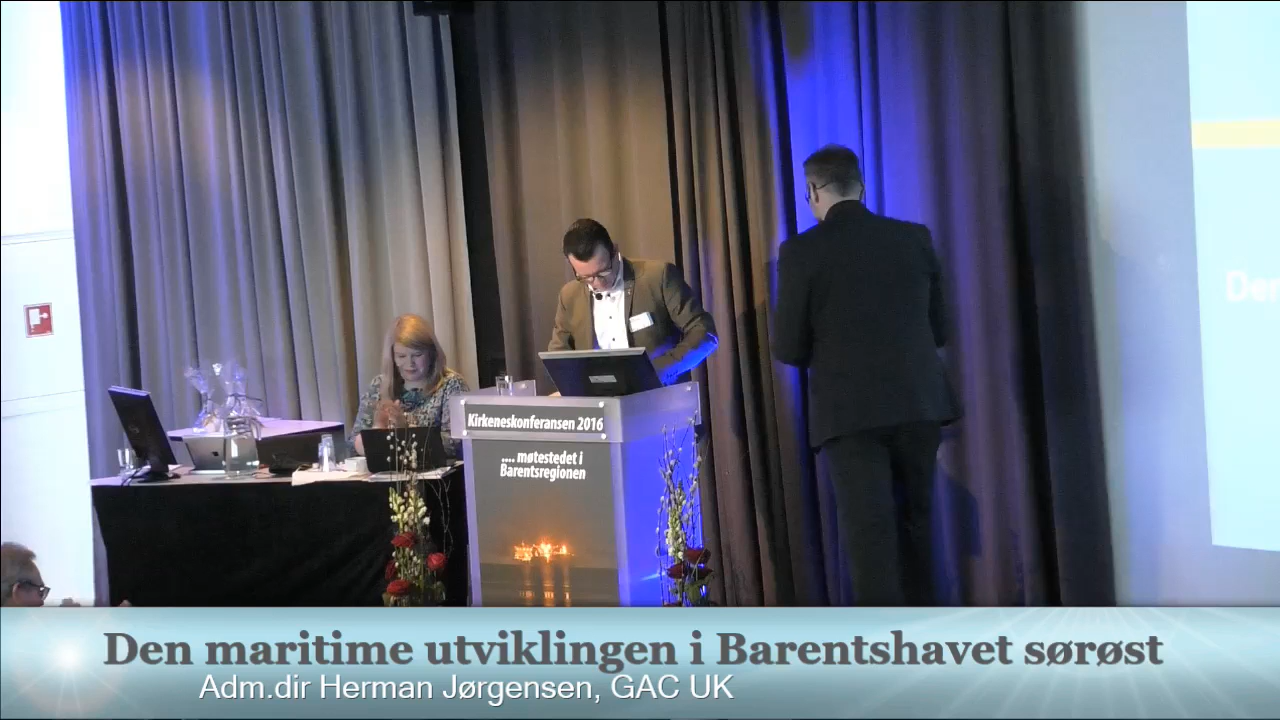 Kirkeneskonferansen 2016
.... møtestedet i
Barentsregionen
Den maritime utviklingen i Barentshavet sørøst
Adm.dir Herman Jørgensen, GAC UK